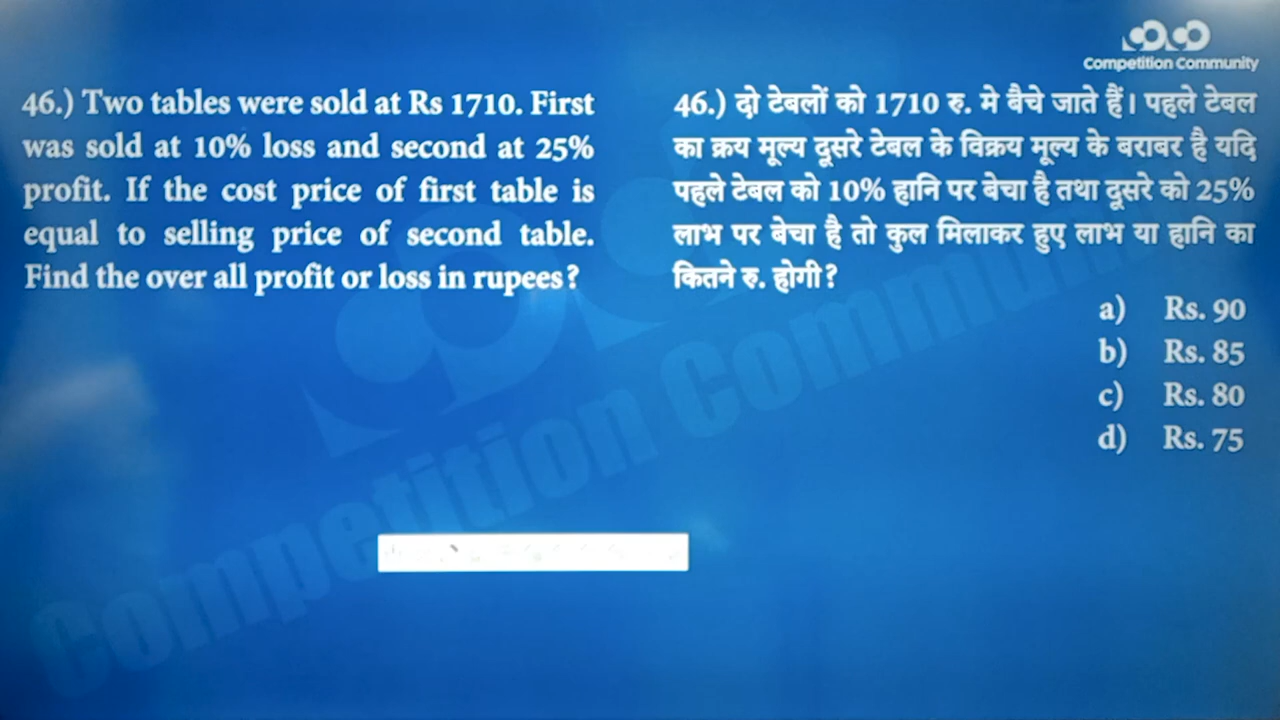 Competition Community
46.) Two tables were sold at Rs 1710. First
was sold at 10% loss and second at 25%
profit. If the cost price of first table is
equal to selling price of second table.
Find the over all profit or loss in rupees?
46.) दो टेबलों को 1710 रु. मे बैचे जाते हैं। पहले टेबल
का क्रय मूल्य दूसरे टेबल के विक्रय मूल्य के बराबर है यदि
पहले टेबल को 10% हानि पर बेचा है तथा दूसरे को 25%
लाभ पर बेचा है तो कुल मिलाकर हुए लाभ या हानि का
कितने रु. होगी?
a) Rs. 90
b) Rs. 85
c) Rs. 80
d) Rs. 75
Competition Community